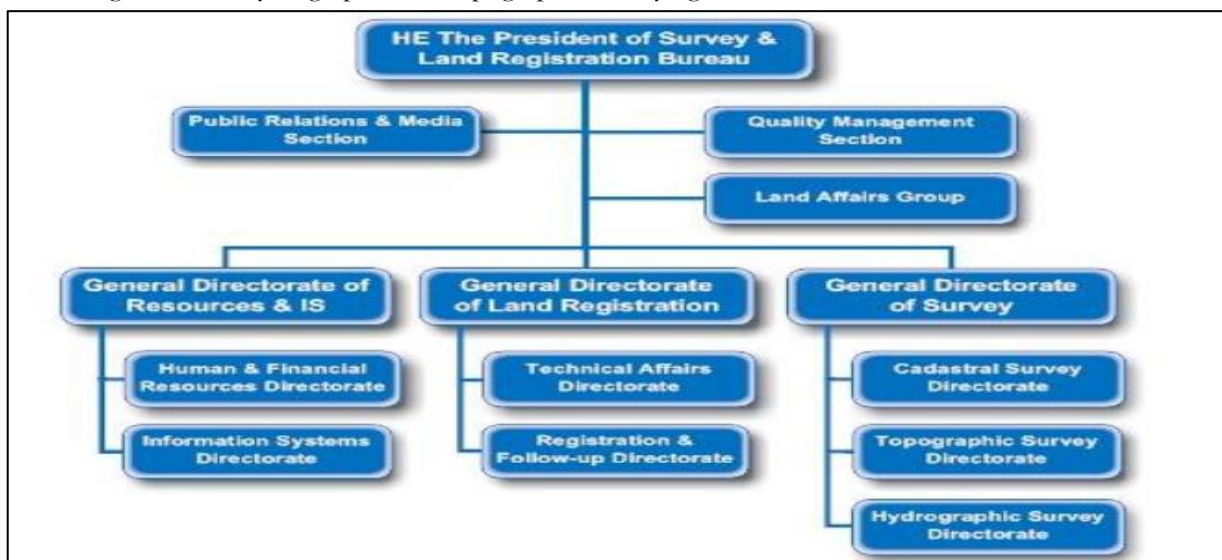 HE The President of Survey &
Land Registration Bureau
Public Relations & Media
Section
Quality Management
Section
Land Affairs Group
General Directorate of
Resources & IS
General Directorate
of Land Registration
General Directorate
of Survey
Human & Financial
Resources Directorate
Technical Affairs
Directorate
Cadastral Survey
Directorate
Information Systems
Directorate
Registration &
Follow-up Directorate
Topographic Survey
Directorate
Hydrographic Survey
Directorate